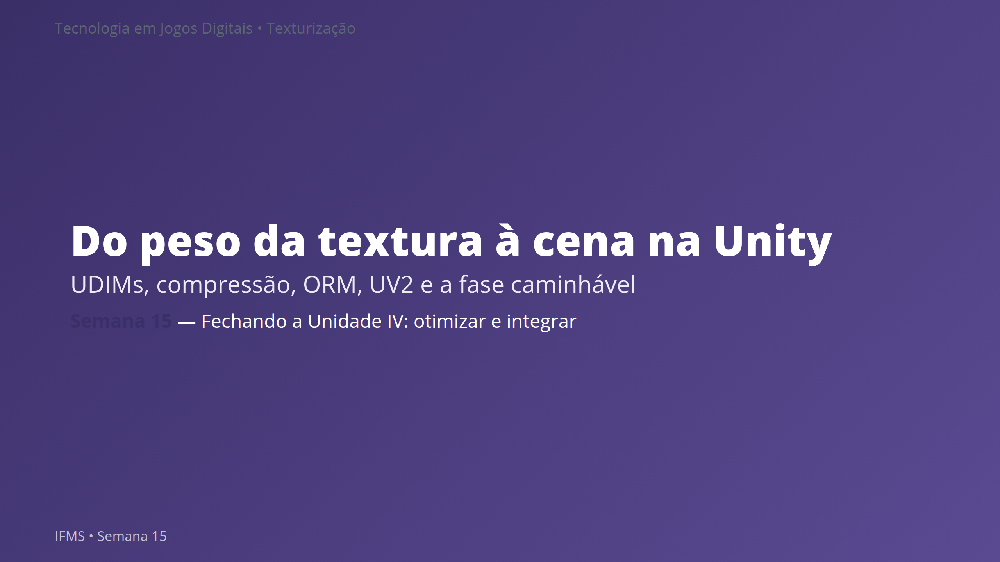 Tecnologia em Jogos Digitais • Texturização
Do peso da textura à cena na Unity
UDIMs, compressão, ORM, UV2 e a fase caminhável
Semana 15 — Fechando a Unidade IV: otimizar e integrar
IFMS • Semana 15